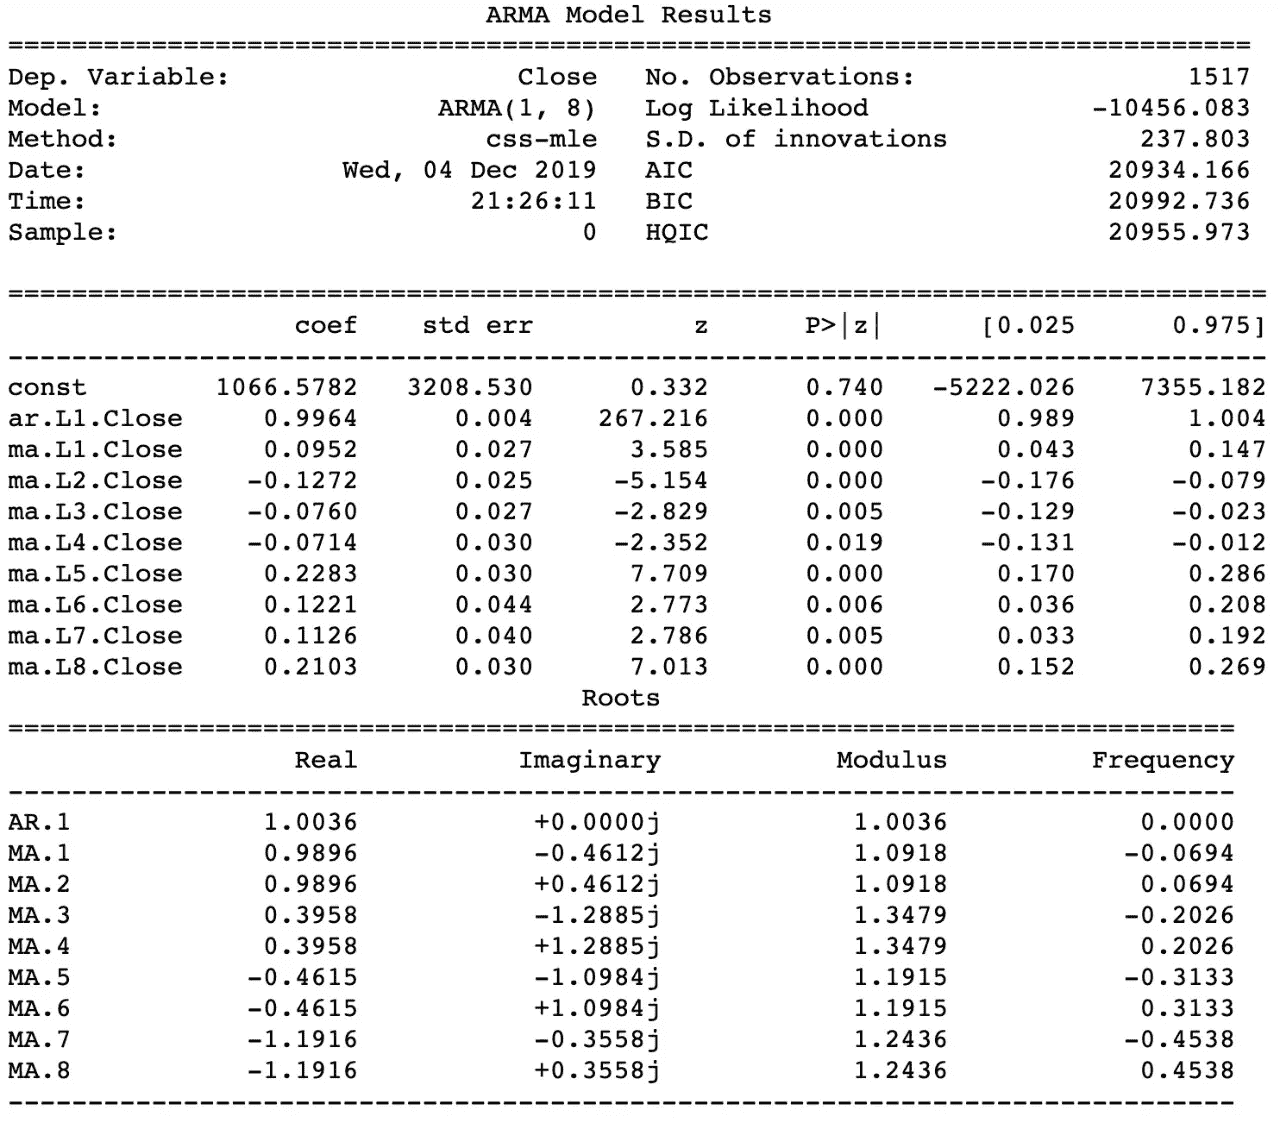 ARMA Model Results
==============================================================================
Dep. Variable:                  Close   No. Observations:                 1517
Model:                     ARMA(1, 8)   Log Likelihood              -10456.083
Method:                       css-mle   S.D. of innovations            237.803
Date:                Wed, 04 Dec 2019   AIC                          20934.166
Time:                        21:26:11   BIC                          20992.736
Sample:                             0   HQIC                         20955.973
===============================================================================
coef    std err          z      P>|z|      [0.025      0.975]
-------------------------------------------------------------------------------
const        1066.5782   3208.530      0.332      0.740   -5222.026    7355.182
ar.L1.Close     0.9964      0.004    267.216      0.000       0.989       1.004
ma.L1.Close     0.0952      0.027      3.585      0.000       0.043       0.147
ma.L2.Close    -0.1272      0.025     -5.154      0.000      -0.176      -0.079
ma.L3.Close    -0.0760      0.027     -2.829      0.005      -0.129      -0.023
ma.L4.Close    -0.0714      0.030     -2.352      0.019      -0.131      -0.012
ma.L5.Close     0.2283      0.030      7.709      0.000       0.170       0.286
ma.L6.Close     0.1221      0.044      2.773      0.006       0.036       0.208
ma.L7.Close     0.1126      0.040      2.786      0.005       0.033       0.192
ma.L8.Close     0.2103      0.030      7.013      0.000       0.152       0.269
Roots
=============================================================================
Real          Imaginary           Modulus         Frequency
-----------------------------------------------------------------------------
AR.1            1.0036           +0.0000j            1.0036            0.0000
MA.1            0.9896           -0.4612j            1.0918           -0.0694
MA.2            0.9896           +0.4612j            1.0918            0.0694
MA.3            0.3958           -1.2885j            1.3479           -0.2026
MA.4            0.3958           +1.2885j            1.3479            0.2026
MA.5           -0.4615           -1.0984j            1.1915           -0.3133
MA.6           -0.4615           +1.0984j            1.1915            0.3133
MA.7           -1.1916           -0.3558j            1.2436           -0.4538
MA.8           -1.1916           +0.3558j            1.2436            0.4538
-----------------------------------------------------------------------------